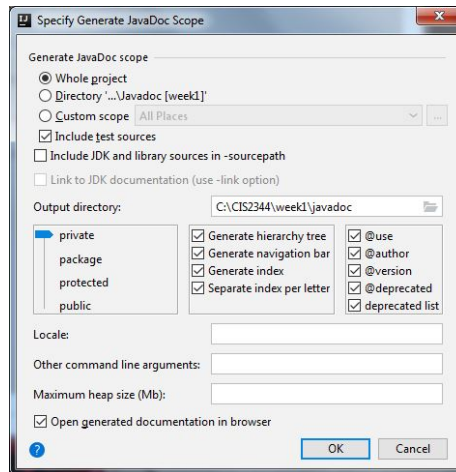 Specify Generate JavaDoc Scope
Generate JavaDoc scope
Whole project
Directory '...\Javadoc [week1]'
Custom scope All Places ...
Include test sources
Include JDK and library sources in -sourcepath
Link to JDK documentation (use -link option)
Output directory: C:\CIS2344\week1\javadoc
private
package
protected
public
Generate hierarchy tree
Generate navigation bar
Generate index
Separate index per letter
@use
@author
@version
@deprecated
deprecated list
Locale:
Other command line arguments:
Maximum heap size (Mb):
Open generated documentation in browser
? OK Cancel